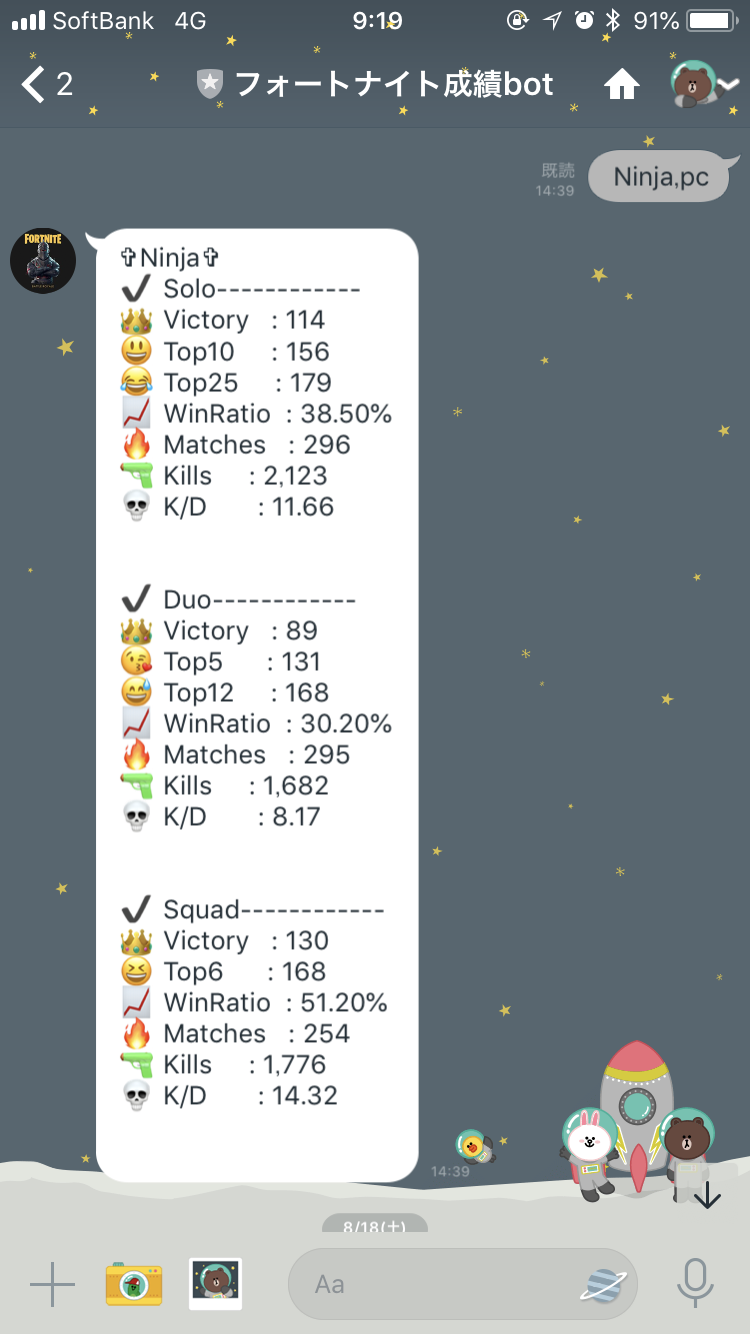 SoftBank 4G 9:19 91%
2 フォートナイト成績bot
既読
14:39
Ninja,pc
FORTNITE
✞Ninja✞
✔ Solo------------
👑 Victory : 114
😃 Top10 : 156
😂 Top25 : 179
📈 WinRatio : 38.50%
🔥 Matches : 296
🔫 Kills : 2,123
💀 K/D : 11.66
✔ Duo------------
👑 Victory : 89
😘 Top5 : 131
😅 Top12 : 168
📈 WinRatio : 30.20%
🔥 Matches : 295
🔫 Kills : 1,682
💀 K/D : 8.17
✔ Squad------------
👑 Victory : 130
😆 Top6 : 168
📈 WinRatio : 51.20%
🔥 Matches : 254
🔫 Kills : 1,776
💀 K/D : 14.32
14:39
8/18(土)
Aa